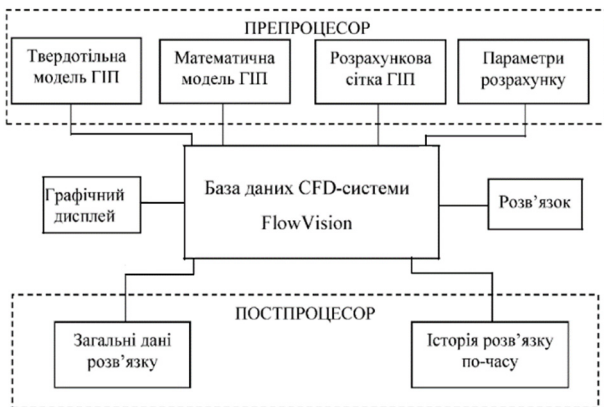 ПРЕПРОЦЕСОР
Твердотільна
модель ГІП
Математична
модель ГІП
Розрахункова
сітка ГІП
Параметри
розрахунку
Графічний
дисплей
База даних CFD-системи
FlowVision
Розв’язок
ПОСТПРОЦЕСОР
Загальні дані
розв’язку
Історія розв’язку
по-часу